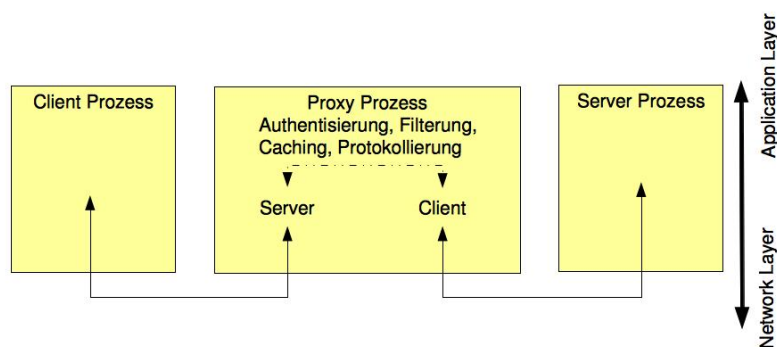 Client Prozess
Proxy Prozess
Authentisierung, Filterung,
Caching, Protokollierung
Server
Client
Server Prozess
Application Layer
Network Layer